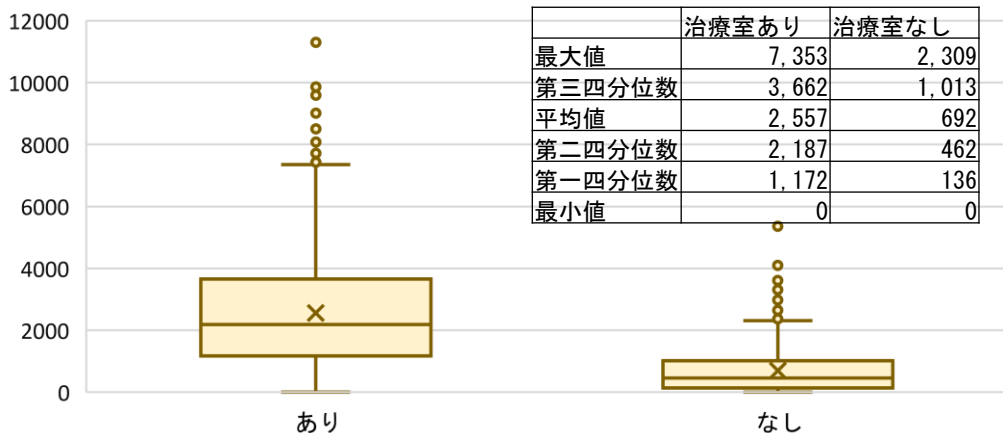 12000
10000
8000
6000
4000
2000
0
治療室あり 治療室なし
最大値 7,353 2,309
第三四分位数 3,662 1,013
平均値 2,557 692
第二四分位数 2,187 462
第一四分位数 1,172 136
最小値 0 0
あり なし